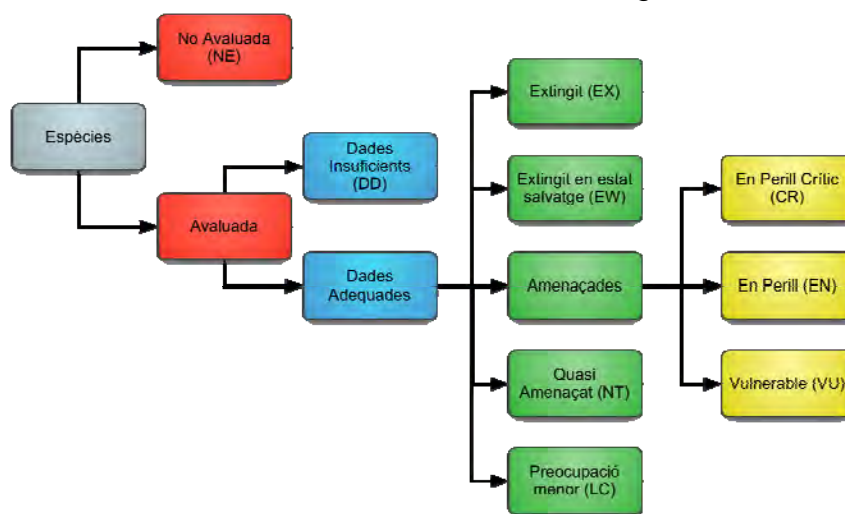 No Avaluada
(NE)
Espècies
Avaluada
Dades
Insuficients
(DD)
Dades
Adequades
Extingit (EX)
Extingit en estat
salvatge (EW)
Amenaçades
Quasi
Amenaçat (NT)
Preocupació
menor (LC)
En Perill Crític
(CR)
En Perill (EN)
Vulnerable (VU)